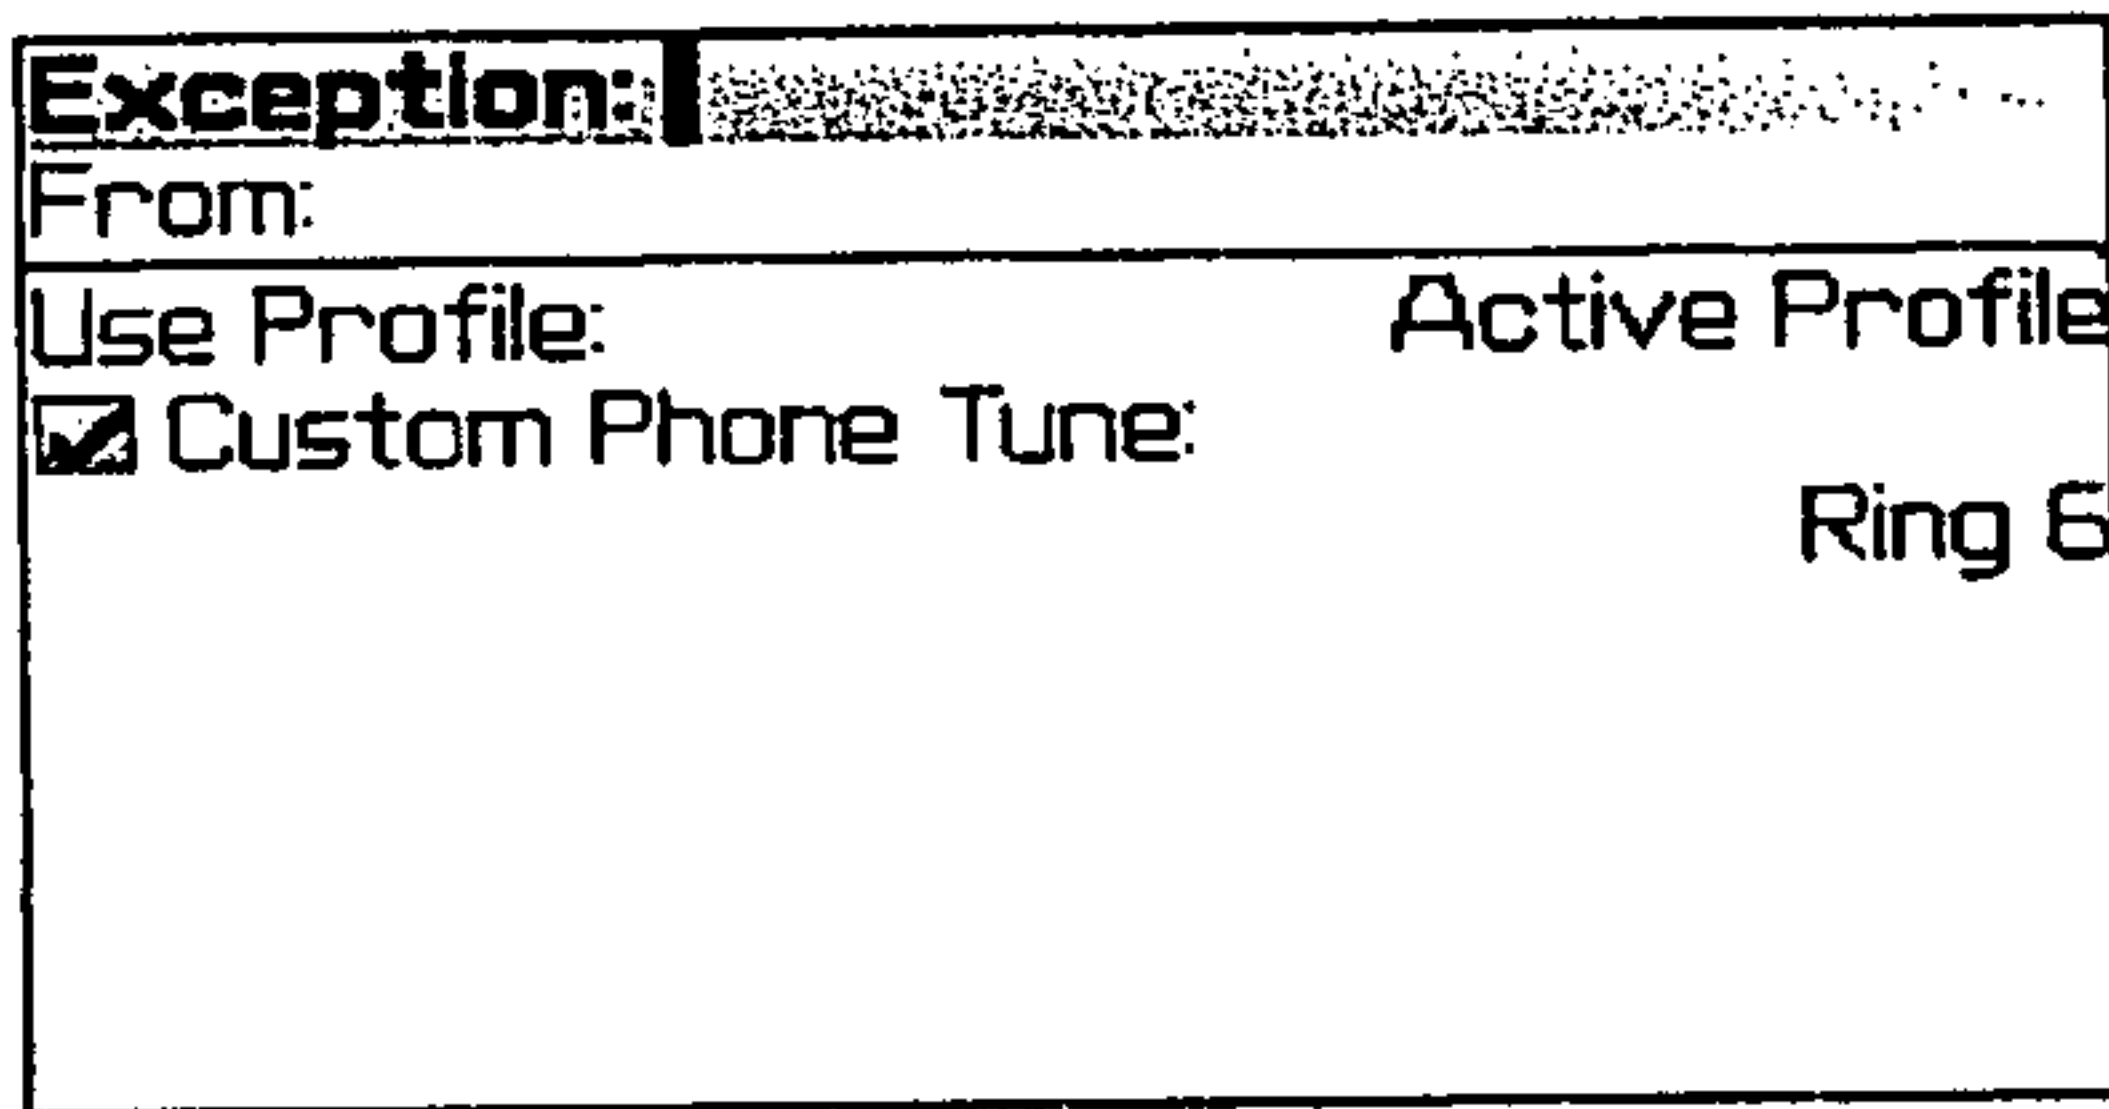 Exception:
From:
Use Profile: Active Profile
Custom Phone Tune:
Ring 6